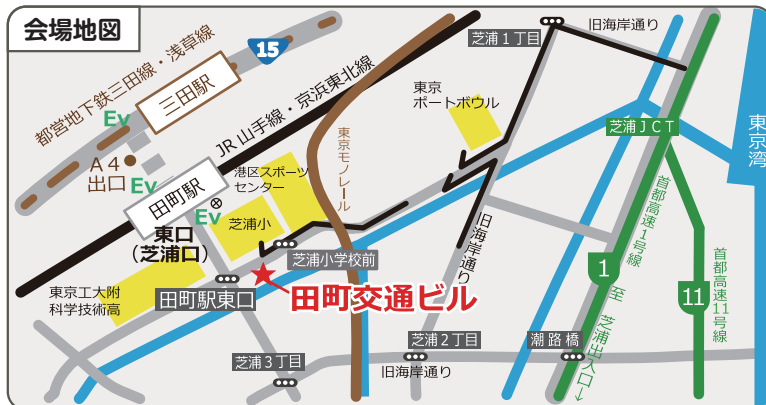 会場地図
15
都営地下鉄三田線・浅草線
三田駅
Ev
A4
出口
Ev
JR山手線・京浜東北線
田町駅
Ev
東口
(芝浦口)
港区スポーツ
センター
芝浦小
東京モノレール
東京
ポートボウル
芝浦1丁目
旧海岸通り
芝浦JCT
東京湾
首都高速1号線
1
至 芝浦出入口↓
首都高速11号線
11
旧海岸通り
芝浦小学校前
田町駅東口
田町交通ビル
東京工大附
科学技術高
芝浦3丁目
芝浦2丁目
旧海岸通り
潮路橋